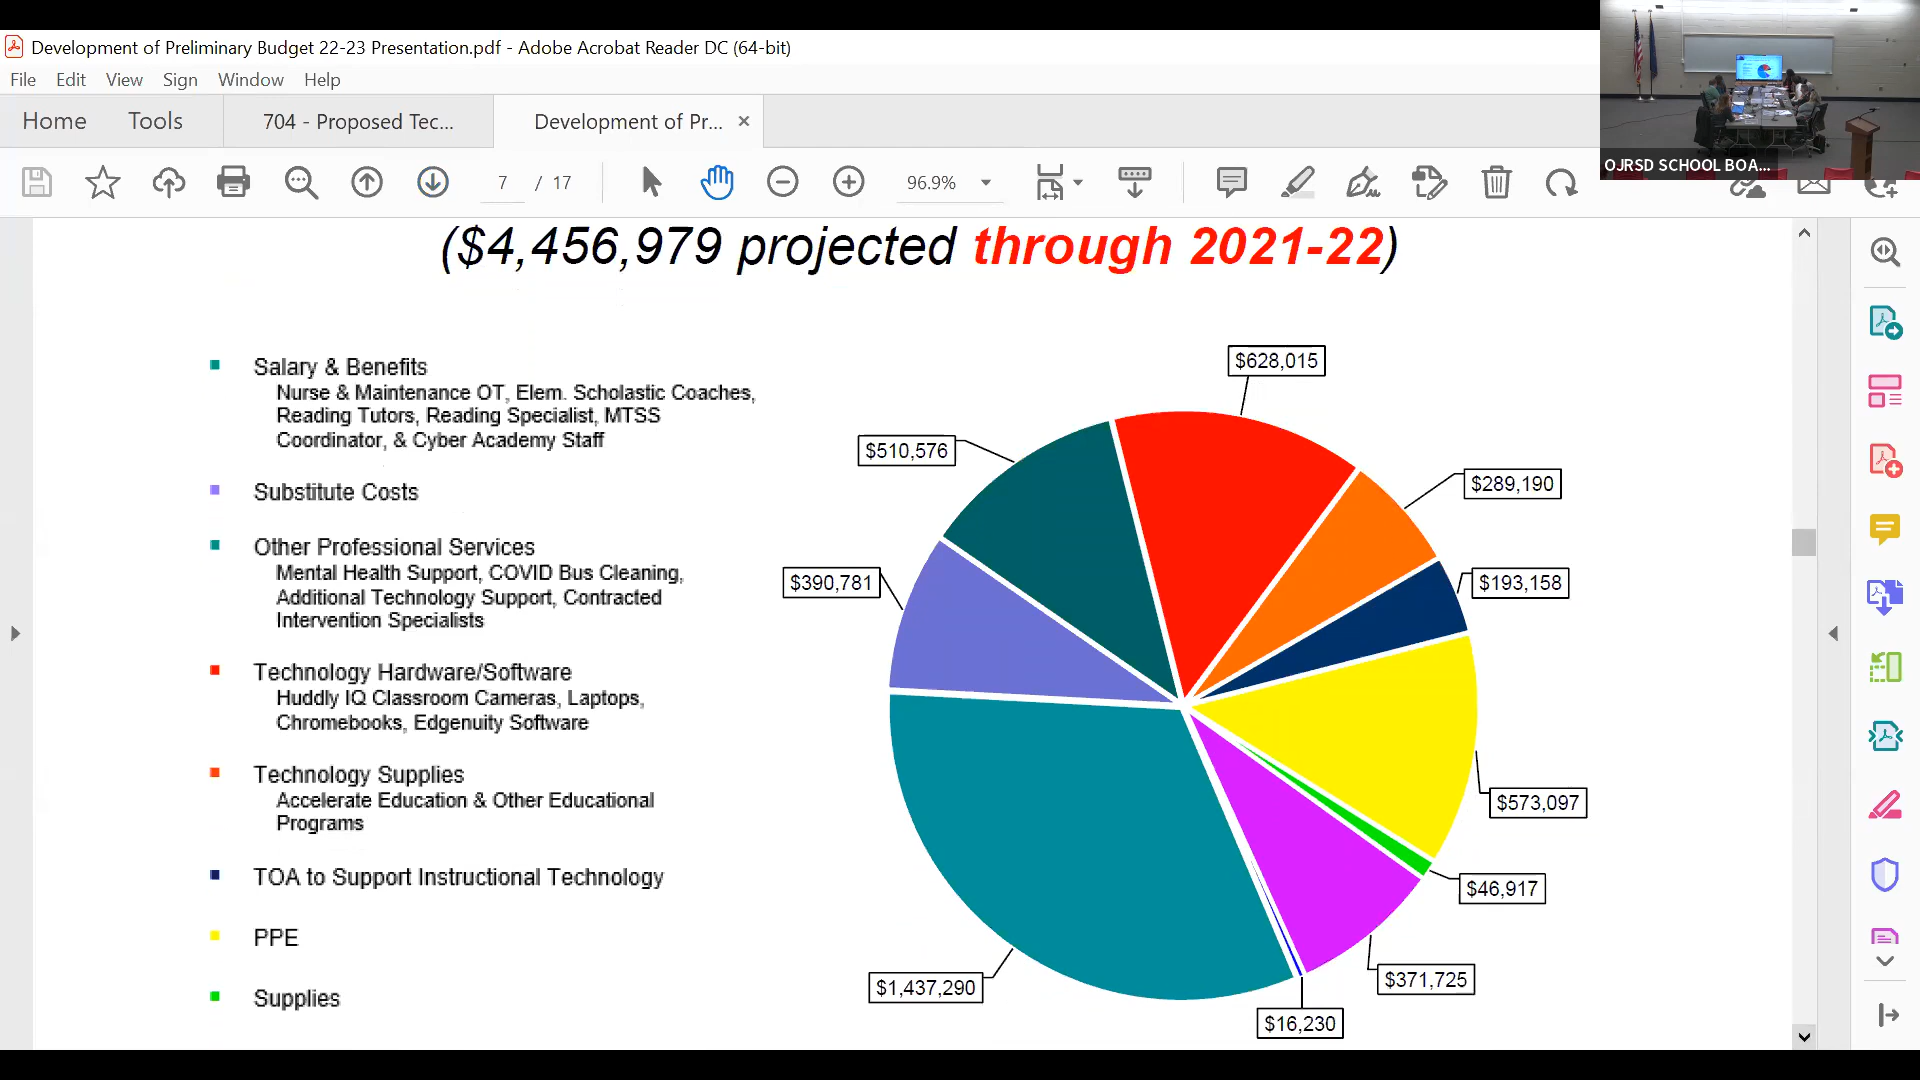 Development of Preliminary Budget 22-23 Presentation.pdf - Adobe Acrobat Reader DC (64-bit)
File Edit View Sign Window Help
Home Tools 704 - Proposed Tec... Development of Pr... ×
7 / 17 96.9%
OJRSD SCHOOL BOA...
($4,456,979 projected through 2021-22)
Salary & Benefits
Nurse & Maintenance OT, Elem. Scholastic Coaches,
Reading Tutors, Reading Specialist, MTSS
Coordinator, & Cyber Academy Staff
Substitute Costs
Other Professional Services
Mental Health Support, COVID Bus Cleaning,
Additional Technology Support, Contracted
Intervention Specialists
Technology Hardware/Software
Huddly IQ Classroom Cameras, Laptops,
Chromebooks, Edgenuity Software
Technology Supplies
Accelerate Education & Other Educational
Programs
TOA to Support Instructional Technology
PPE
Supplies
$628,015
$510,576
$289,190
$390,781
$193,158
$573,097
$46,917
$371,725
$1,437,290
$16,230